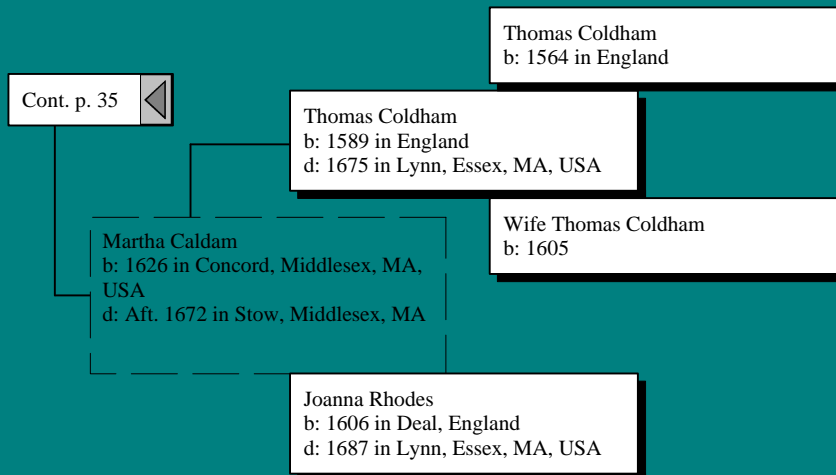 Thomas Coldham
b: 1564 in England
Cont. p. 35
Thomas Coldham
b: 1589 in England
d: 1675 in Lynn, Essex, MA, USA
Wife Thomas Coldham
b: 1605
Martha Caldam
b: 1626 in Concord, Middlesex, MA,
USA
d: Aft. 1672 in Stow, Middlesex, MA
Joanna Rhodes
b: 1606 in Deal, England
d: 1687 in Lynn, Essex, MA, USA